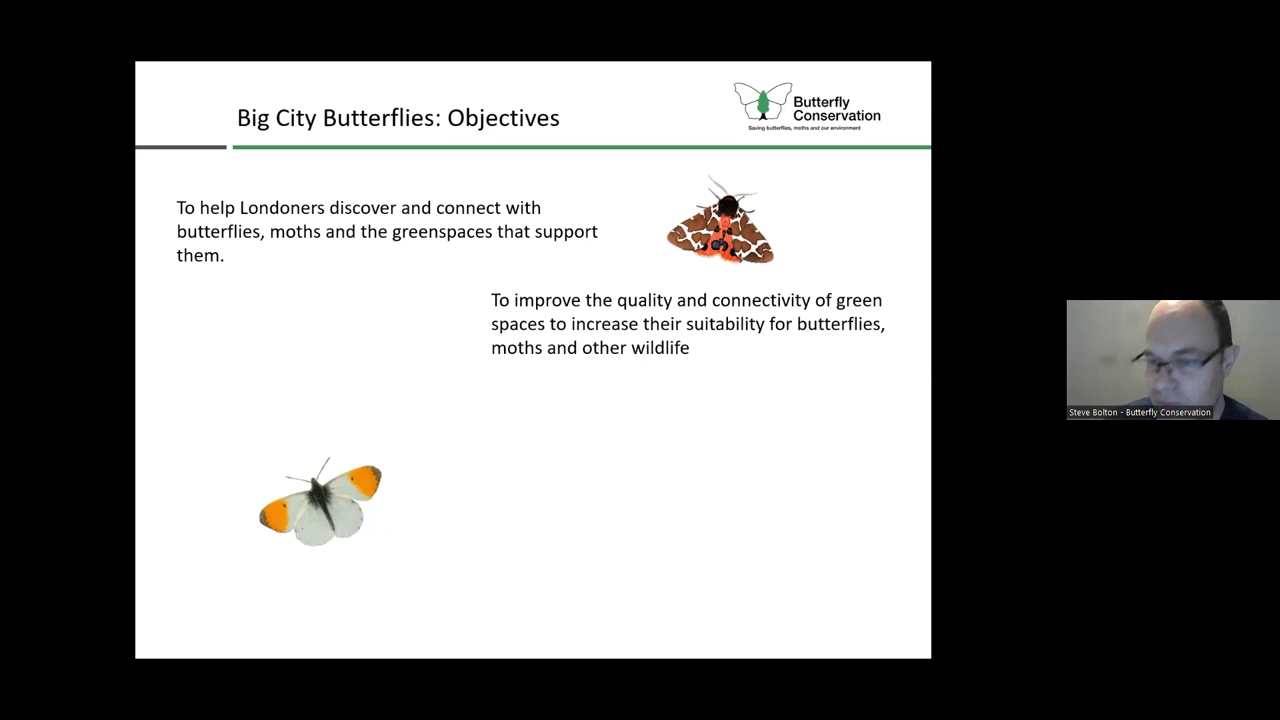 Big City Butterflies: Objectives
Butterfly
Conservation
Saving butterflies, moths and our environment
To help Londoners discover and connect with
butterflies, moths and the greenspaces that support
them.
To improve the quality and connectivity of green
spaces to increase their suitability for butterflies,
moths and other wildlife
Steve Bolton - Butterfly Conservation